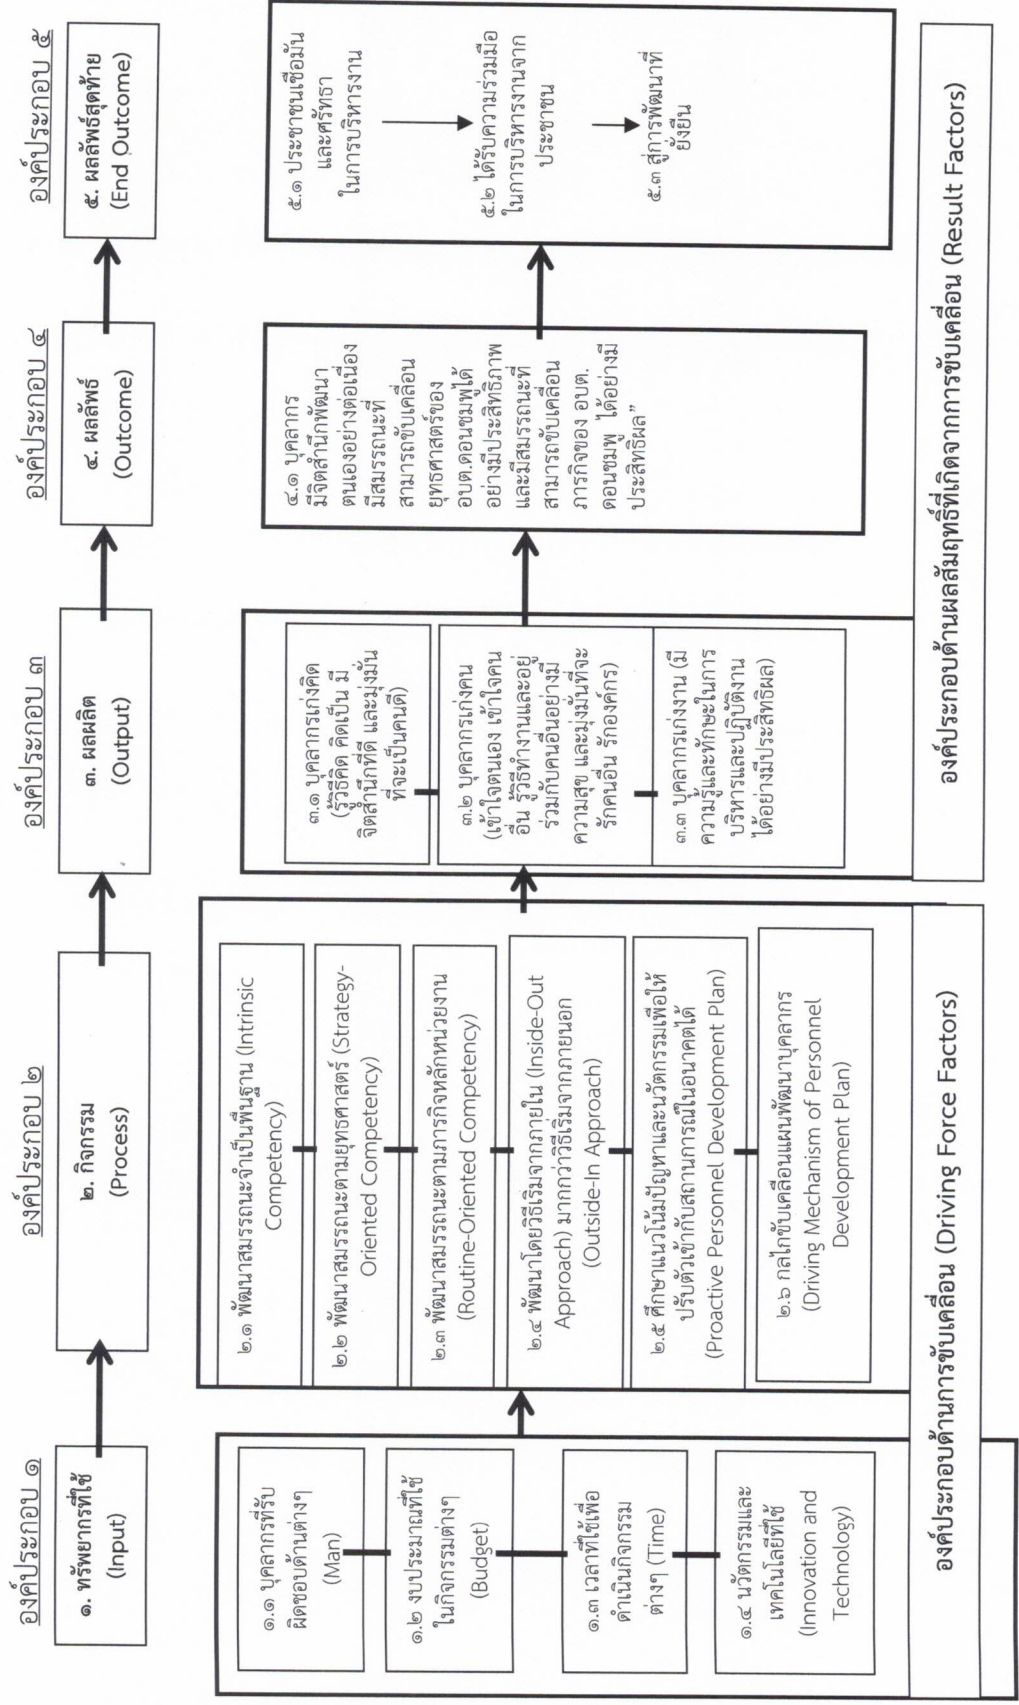 องค์ประกอบ ๑
๑. ทรัพยากรที่ใช้
(Input)
๑.๑ บุคลากรที่รับ
ผิดชอบด้านต่างๆ
(Man)
๑.๒ งบประมาณที่ใช้
ในกิจกรรมต่างๆ
(Budget)
๑.๓ เวลาที่ใช้เพื่อ
ดำเนินกิจกรรม
ต่างๆ (Time)
๑.๔ นวัตกรรมและ
เทคโนโลยีที่ใช้
(Innovation and
Technology)
องค์ประกอบ ๒
๒. กิจกรรม
(Process)
๒.๑ พัฒนาสมรรถนะจำเป็นพื้นฐาน (Intrinsic
Competency)
๒.๒ พัฒนาสมรรถนะตามยุทธศาสตร์ (Strategy-
Oriented Competency)
๒.๓ พัฒนาสมรรถนะตามภารกิจหลักหน่วยงาน
(Routine-Oriented Competency)
๒.๔ พัฒนาโดยวิธีเริ่มจากภายใน (Inside-Out
Approach) มากกว่าวิธีเริ่มจากภายนอก
(Outside-In Approach)
๒.๕ ศึกษาแนวโน้มปัญหาและนวัตกรรมเพื่อให้
ปรับตัวเข้ากับสถานการณ์ในอนาคตได้
(Proactive Personnel Development Plan)
๒.๖ กลไกขับเคลื่อนแผนพัฒนาบุคลากร
(Driving Mechanism of Personnel
Development Plan)
องค์ประกอบด้านการขับเคลื่อน (Driving Force Factors)
องค์ประกอบ ๓
๓. ผลผลิต
(Output)
๓.๑ บุคลากรเก่งคิด
(รู้วิธีคิด คิดเป็น มี
จิตสำนึกที่ดี และมุ่งมั่น
ที่จะเป็นคนดี)
๓.๒ บุคลากรเก่งคน
(เข้าใจตนเอง เข้าใจคน
อื่น รู้วิธีทำงานและอยู่
ร่วมกับคนอื่นอย่างมี
ความสุข และมุ่งมั่นที่จะ
รักคนอื่น รักองค์กร)
๓.๓ บุคลากรเก่งงาน (มี
ความรู้และทักษะในการ
บริหารและปฏิบัติงาน
ได้อย่างมีประสิทธิผล)
องค์ประกอบ ๔
๔. ผลลัพธ์
(Outcome)
๔.๑ บุคลากร
มีจิตสำนึกพัฒนา
ตนเองอย่างต่อเนื่อง
มีสมรรถนะที่
สามารถขับเคลื่อน
ยุทธศาสตร์ของ
อบต.ดอนชมพูได้
อย่างมีประสิทธิภาพ
และมีสมรรถนะที่
สามารถขับเคลื่อน
ภารกิจของ อบต.
ดอนชมพู ได้อย่างมี
ประสิทธิผล”
องค์ประกอบ ๕
๕. ผลลัพธ์สุดท้าย
(End Outcome)
๕.๑ ประชาชนเชื่อมั่น
และศรัทธา
ในการบริหารงาน
๕.๒ ได้รับความร่วมมือ
ในการบริหารงานจาก
ประชาชน
๕.๓ สู่การพัฒนาที่
ยั่งยืน
องค์ประกอบด้านผลสัมฤทธิ์ที่เกิดจากการขับเคลื่อน (Result Factors)